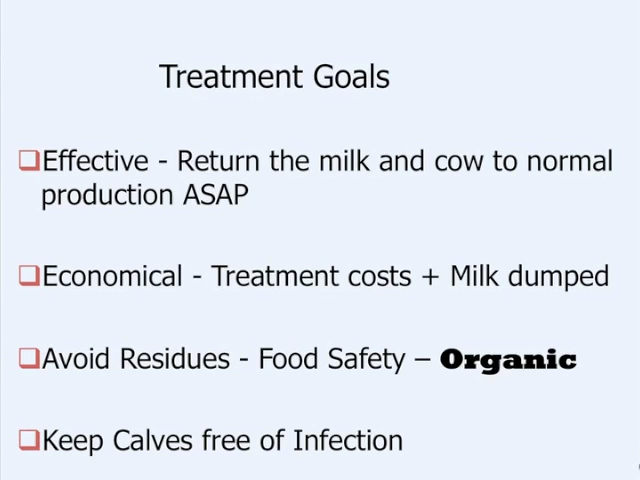 Treatment Goals
❑Effective - Return the milk and cow to normal
production ASAP
❑Economical - Treatment costs + Milk dumped
❑Avoid Residues - Food Safety – Organic
❑Keep Calves free of Infection